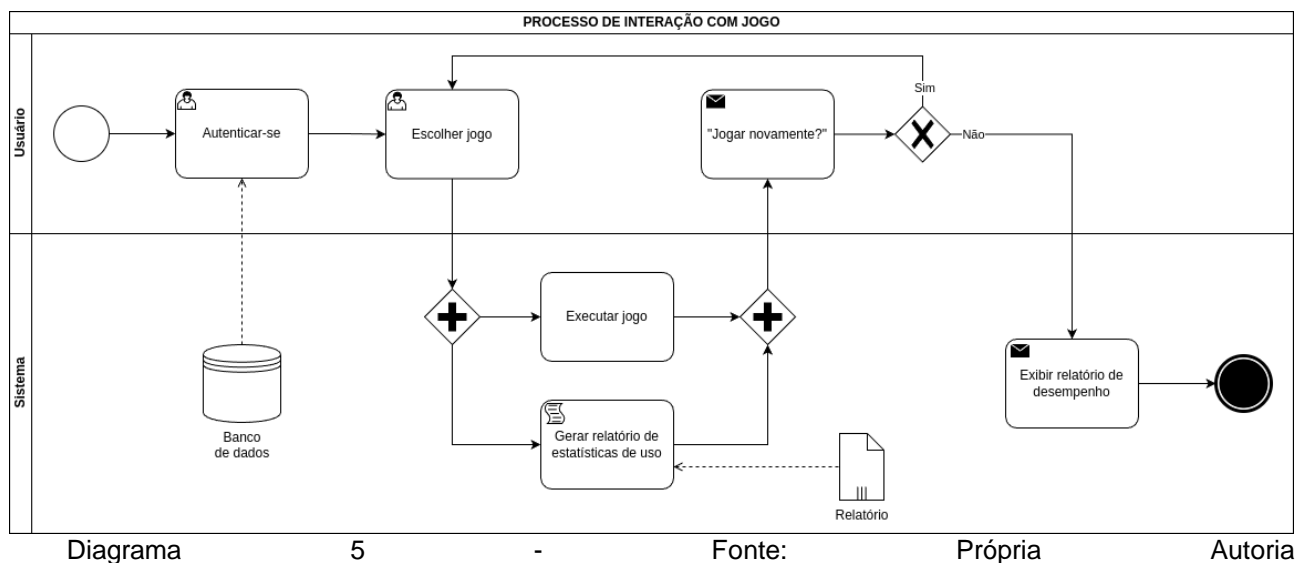 PROCESSO DE INTERAÇÃO COM JOGO
Usuário
Autenticar-se
Escolher jogo
"Jogar novamente?"
Sim
Não
Sistema
Banco
de dados
Executar jogo
Gerar relatório de
estatísticas de uso
Relatório
Exibir relatório de
desempenho
Diagrama 5 - Fonte: Própria Autoria